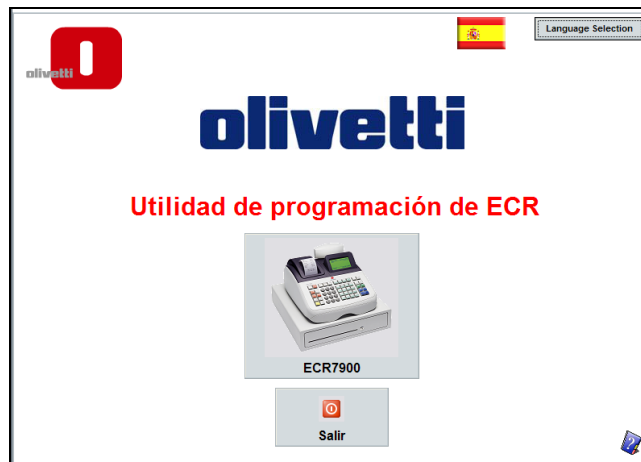 Language Selection
olivetti
olivetti
Utilidad de programación de ECR
ECR7900
Salir